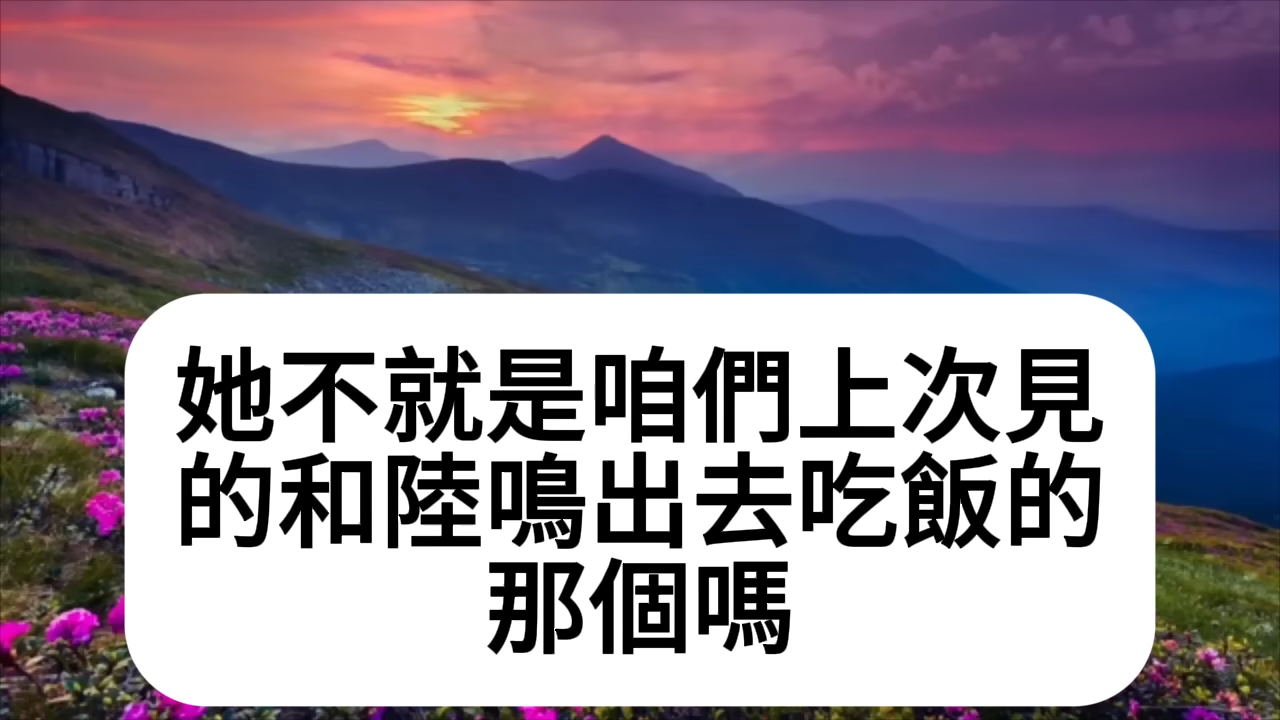 她不就是咱們上次見
的和陸鳴出去吃飯的
那個嗎